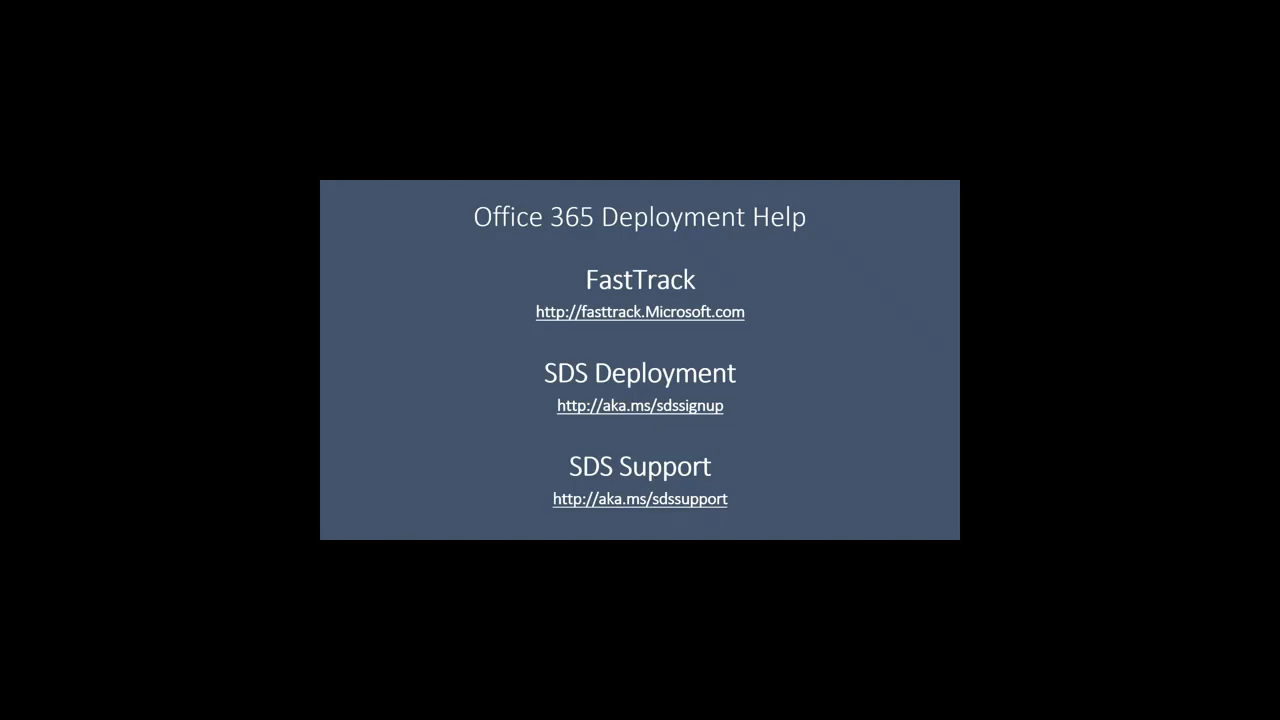 Office 365 Deployment Help
FastTrack
http://fasttrack.Microsoft.com
SDS Deployment
http://aka.ms/sdssignup
SDS Support
http://aka.ms/sdssupport